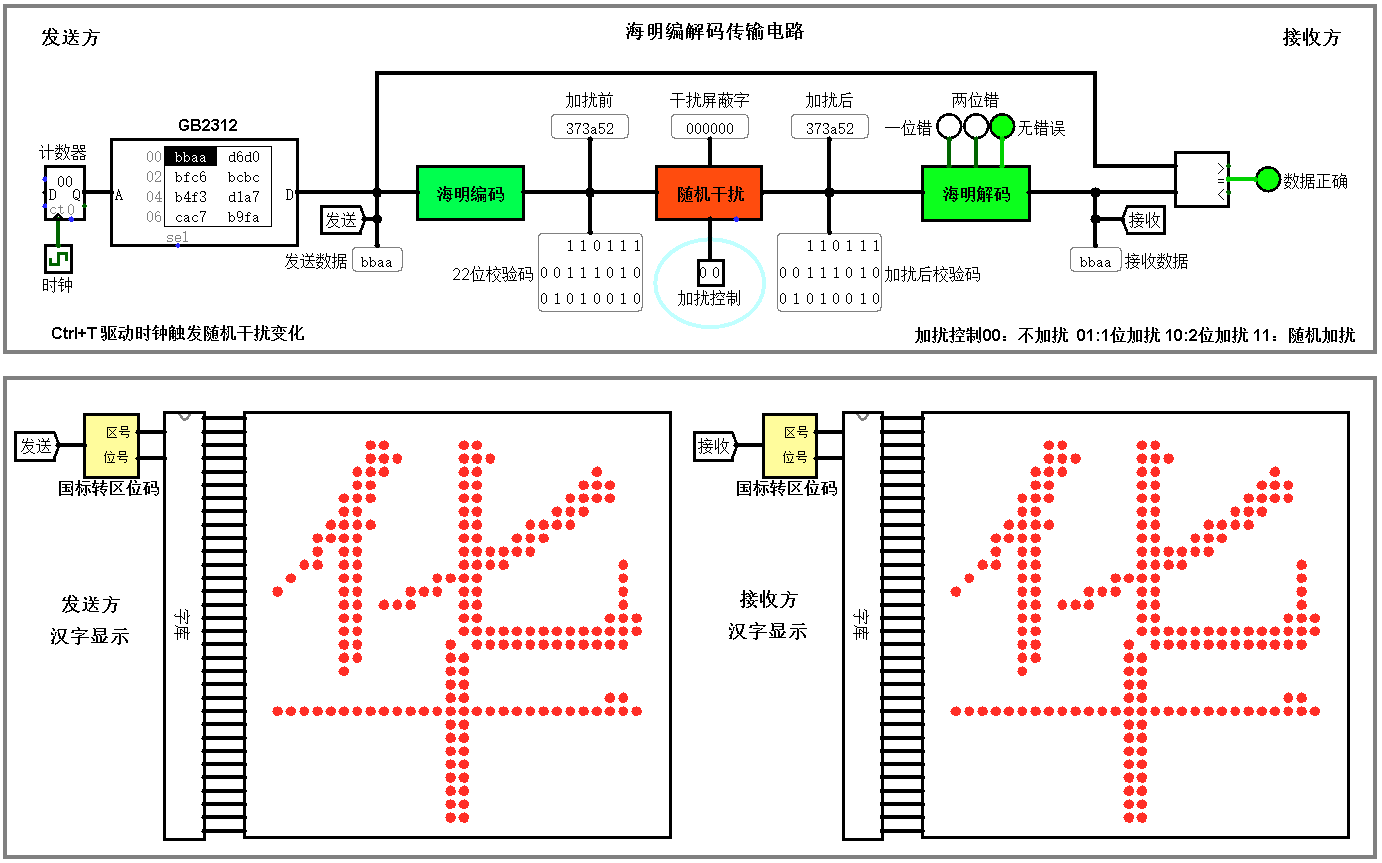 海明编解码传输电路
发送方
接收方
加扰前
373a52
干扰屏蔽字
000000
加扰后
373a52
两位错
一位错
无错误
计数器
00
D Q
ct0
时钟
GB2312
A
D
00 bbaa d6d0
02 bfc6 bcbc
04 b4f3 d1a7
06 cac7 b9fa
sel
发送
发送数据 bbaa
海明编码
随机干扰
海明解码
22位校验码
1 1 0 1 1 1
0 0 1 1 1 0 1 0
0 1 0 1 0 0 1 0
0 0
加扰控制
1 1 0 1 1 1
0 0 1 1 1 0 1 0
0 1 0 1 0 0 1 0
加扰后校验码
接收
bbaa 接收数据
>
=
<
数据正确
Ctrl+T 驱动时钟触发随机干扰变化
加扰控制00：不加扰 01:1位加扰 10:2位加扰 11：随机加扰
发送
区号
位号
国标转区位码
字库
发送方
汉字显示
华
接收
区号
位号
国标转区位码
字库
接收方
汉字显示
华